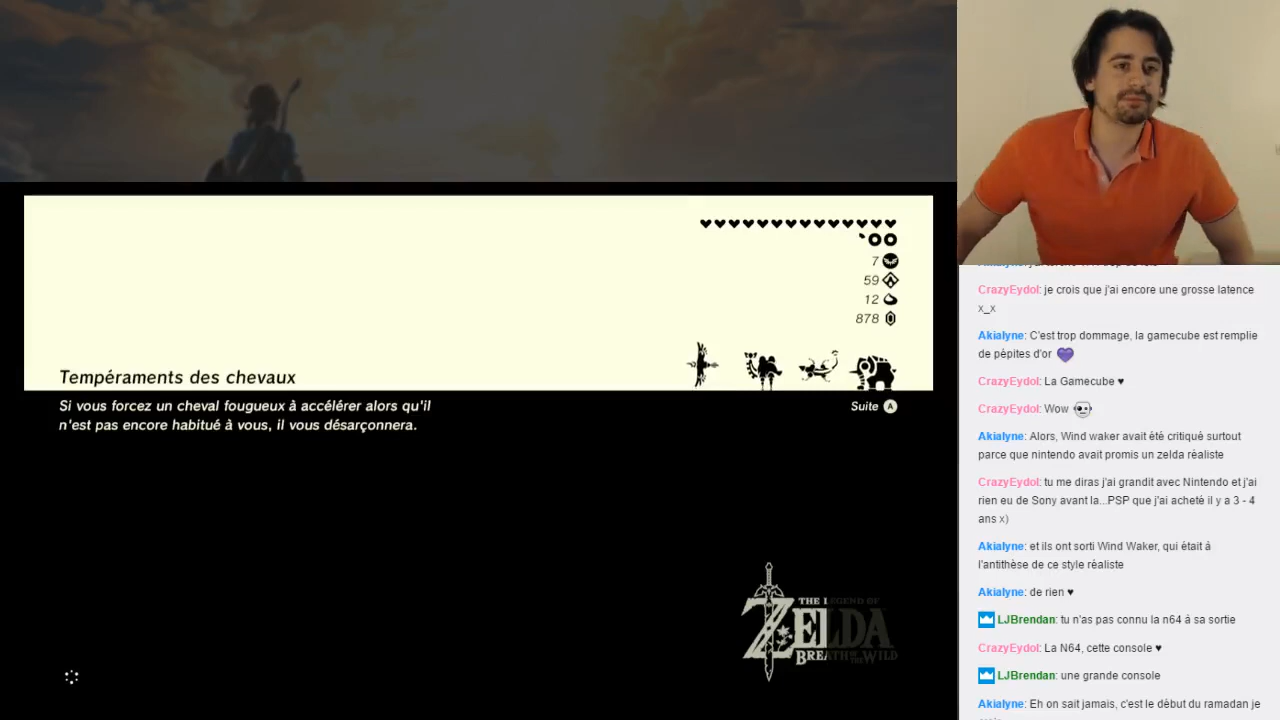 7
59
12
878
Tempéraments des chevaux
Si vous forcez un cheval fougueux à accélérer alors qu'il
n'est pas encore habitué à vous, il vous désarçonnera.
Suite A
THE LEGEND OF
ZELDA
BREATH OF THE WILD
CrazyEydol: je crois que j'ai encore une grosse latence
x_x
Akialyne: C'est trop dommage, la gamecube est remplie
de pépites d'or 💜
CrazyEydol: La Gamecube ♥
CrazyEydol: Wow
Akialyne: Alors, Wind waker avait été critiqué surtout
parce que nintendo avait promis un zelda réaliste
CrazyEydol: tu me diras j'ai grandit avec Nintendo et j'ai
rien eu de Sony avant la...PSP que j'ai acheté il y a 3 - 4
ans x)
Akialyne: et ils ont sorti Wind Waker, qui était à
l'antithèse de ce style réaliste
Akialyne: de rien ♥
LJBrendan: tu n'as pas connu la n64 à sa sortie
CrazyEydol: La N64, cette console ♥
LJBrendan: une grande console
Akialyne: Eh on sait jamais, c'est le début du ramadan je